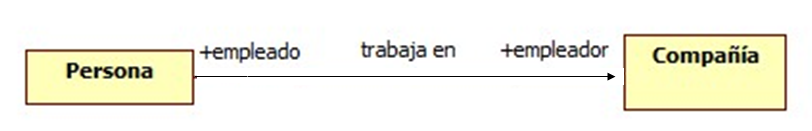 Persona
+empleado
trabaja en
+empleador
Compañía